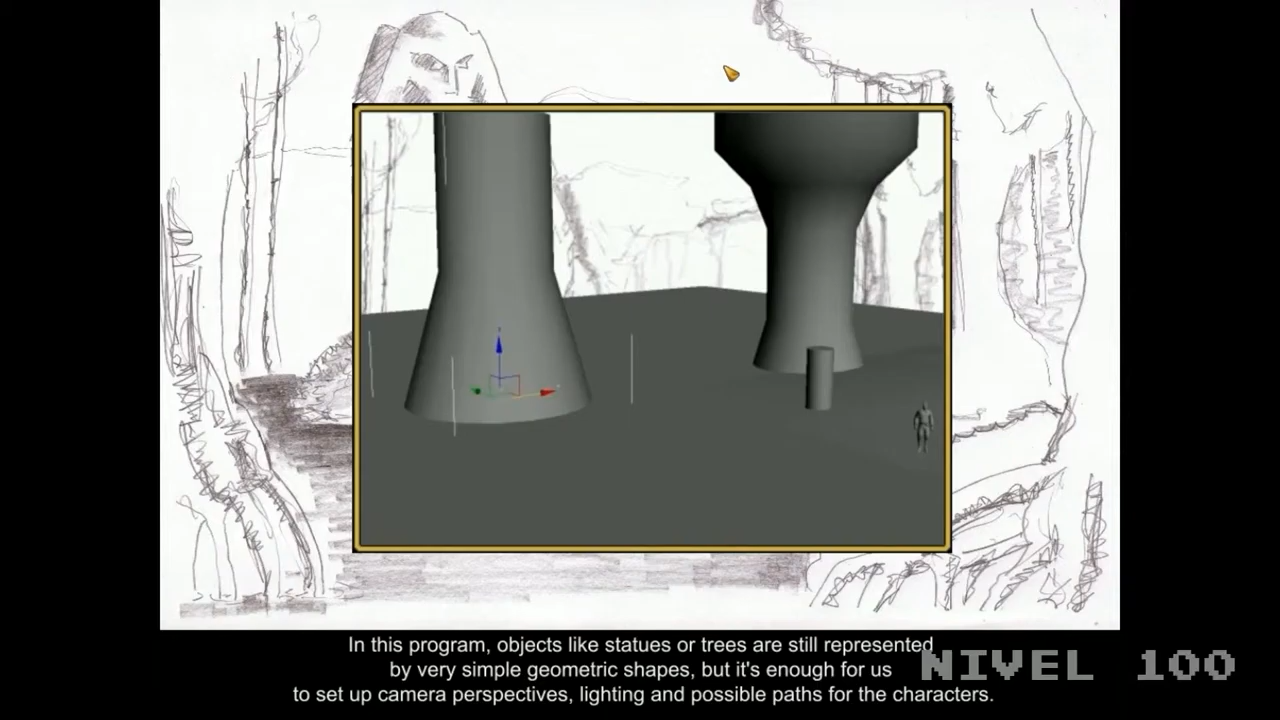 In this program, objects like statues or trees are still represented
by very simple geometric shapes, but it's enough for us
to set up camera perspectives, lighting and possible paths for the characters.
NIVEL 100